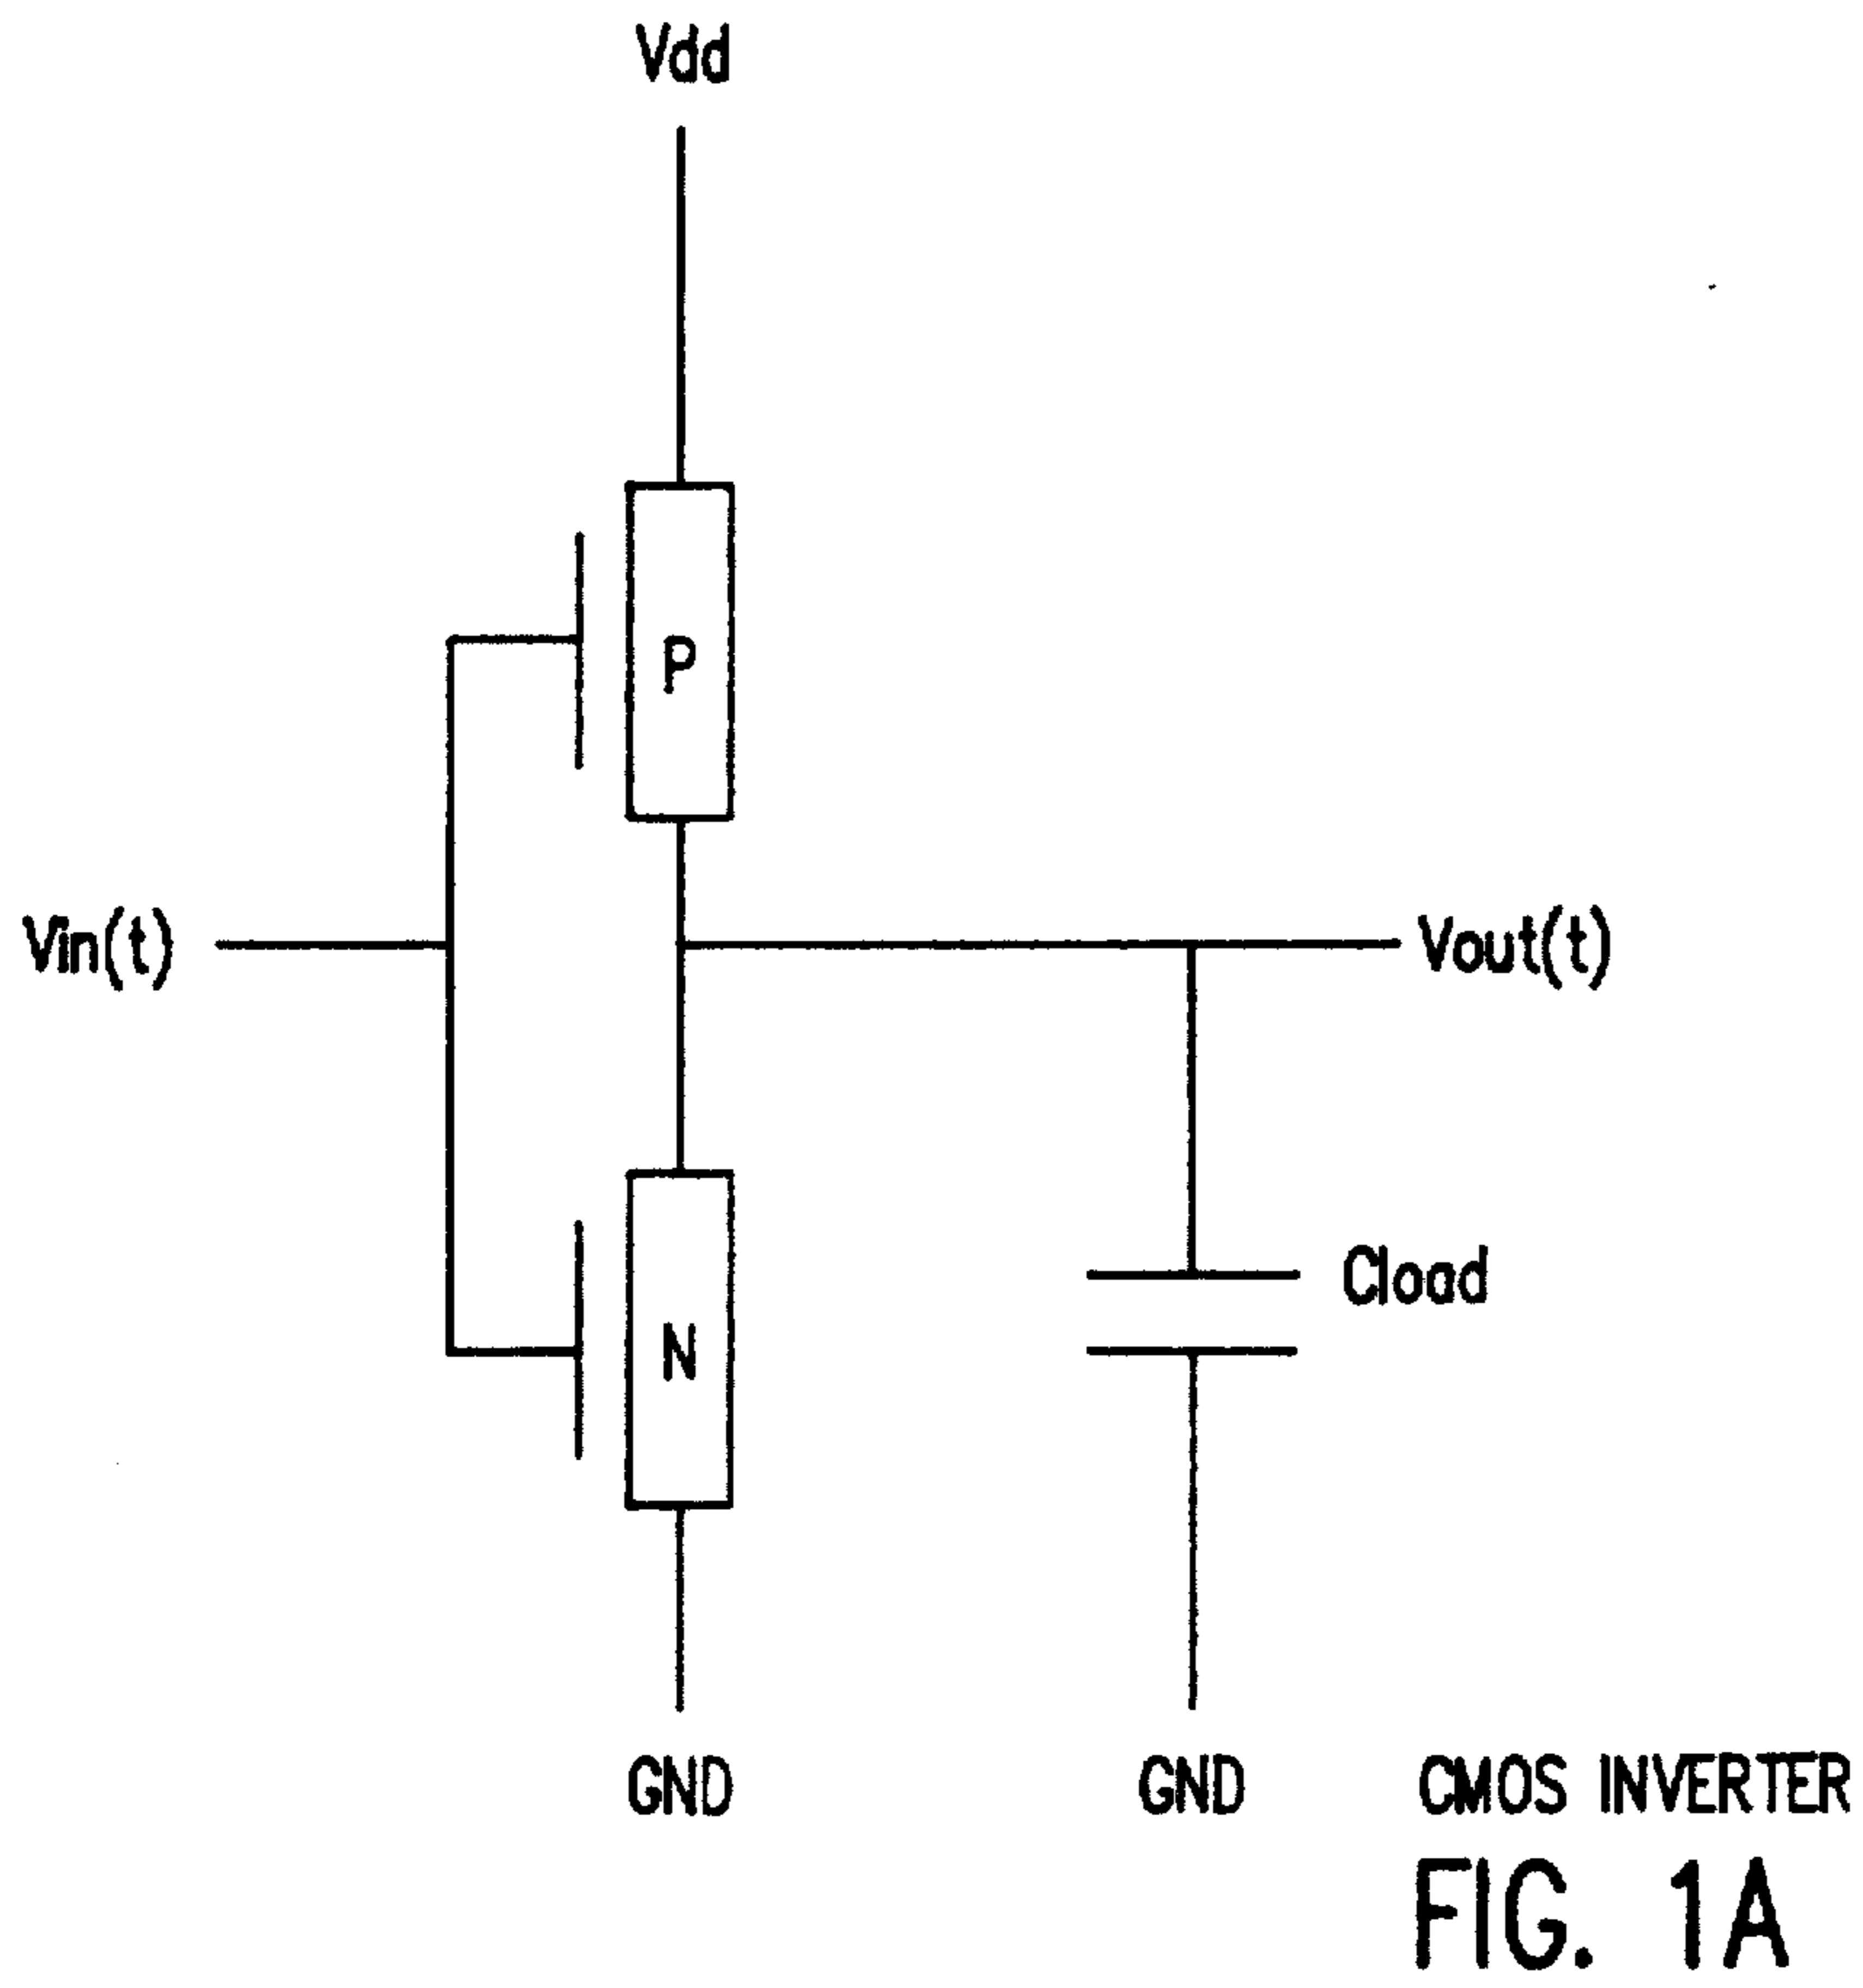 Vdd
P
Vin(t)
Vout(t)
Cload
N
GND
GND
CMOS INVERTER
FIG. 1A